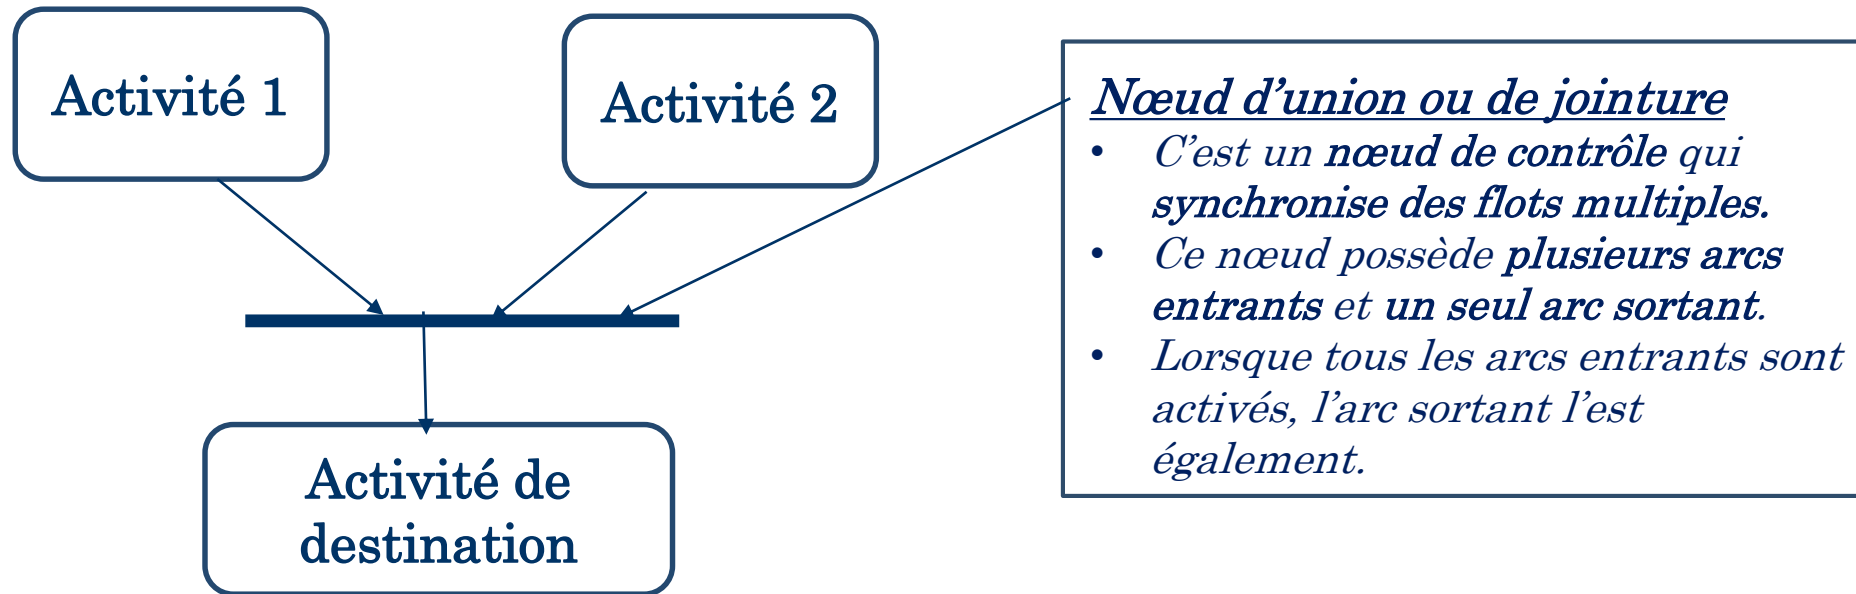 Activité 1
Activité 2
Activité de
destination
Nœud d’union ou de jointure
• C’est un nœud de contrôle qui
synchronise des flots multiples.
• Ce nœud possède plusieurs arcs
entrants et un seul arc sortant.
• Lorsque tous les arcs entrants sont
activés, l’arc sortant l’est
également.